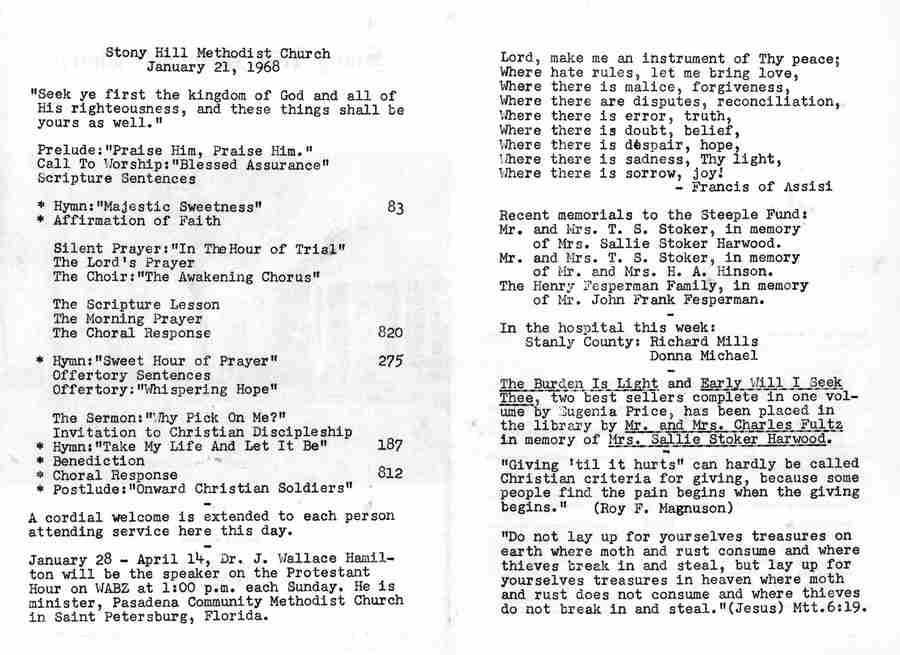 Stony Hill Methodist Church
January 21, 1968
"Seek ye first the kingdom of God and all of
His righteousness, and these things shall be
yours as well."
Prelude:"Praise Him, Praise Him."
Call To Worship:"Blessed Assurance"
Scripture Sentences
* Hymn:"Majestic Sweetness" 83
* Affirmation of Faith
Silent Prayer:"In The Hour of Trial"
The Lord's Prayer
The Choir:"The Awakening Chorus"
The Scripture Lesson
The Morning Prayer
The Choral Response 820
* Hymn:"Sweet Hour of Prayer" 275
Offertory Sentences
Offertory:"Whispering Hope"
The Sermon:"Why Pick On Me?"
Invitation to Christian Discipleship
* Hymn:"Take My Life And Let It Be" 187
* Benediction
* Choral Response 812
* Postlude:"Onward Christian Soldiers"
-
A cordial welcome is extended to each person
attending service here this day.
-
January 28 - April 14, Dr. J. Wallace Hamil-
ton will be the speaker on the Protestant
Hour on WABZ at 1:00 p.m. each Sunday. He is
minister, Pasadena Community Methodist Church
in Saint Petersburg, Florida.
Lord, make me an instrument of Thy peace;
Where hate rules, let me bring love,
Where there is malice, forgiveness,
Where there are disputes, reconciliation,
Where there is error, truth,
Where there is doubt, belief,
Where there is despair, hope,
Where there is sadness, Thy light,
Where there is sorrow, joy!
- Francis of Assisi
Recent memorials to the Steeple Fund:
Mr. and Mrs. T. S. Stoker, in memory
of Mrs. Sallie Stoker Harwood.
Mr. and Mrs. T. S. Stoker, in memory
of Mr. and Mrs. H. A. Hinson.
The Henry Fesperman Family, in memory
of Mr. John Frank Fesperman.
-
In the hospital this week:
Stanly County: Richard Mills
Donna Michael
-
The Burden Is Light and Early Will I Seek
Thee, two best sellers complete in one vol-
ume by Eugenia Price, has been placed in
the library by Mr. and Mrs. Charles Fultz
in memory of Mrs. Sallie Stoker Harwood.
"Giving 'til it hurts" can hardly be called
Christian criteria for giving, because some
people find the pain begins when the giving
begins." (Roy F. Magnuson)
"Do not lay up for yourselves treasures on
earth where moth and rust consume and where
thieves break in and steal, but lay up for
yourselves treasures in heaven where moth
and rust does not consume and where thieves
do not break in and steal."(Jesus) Mtt.6:19.